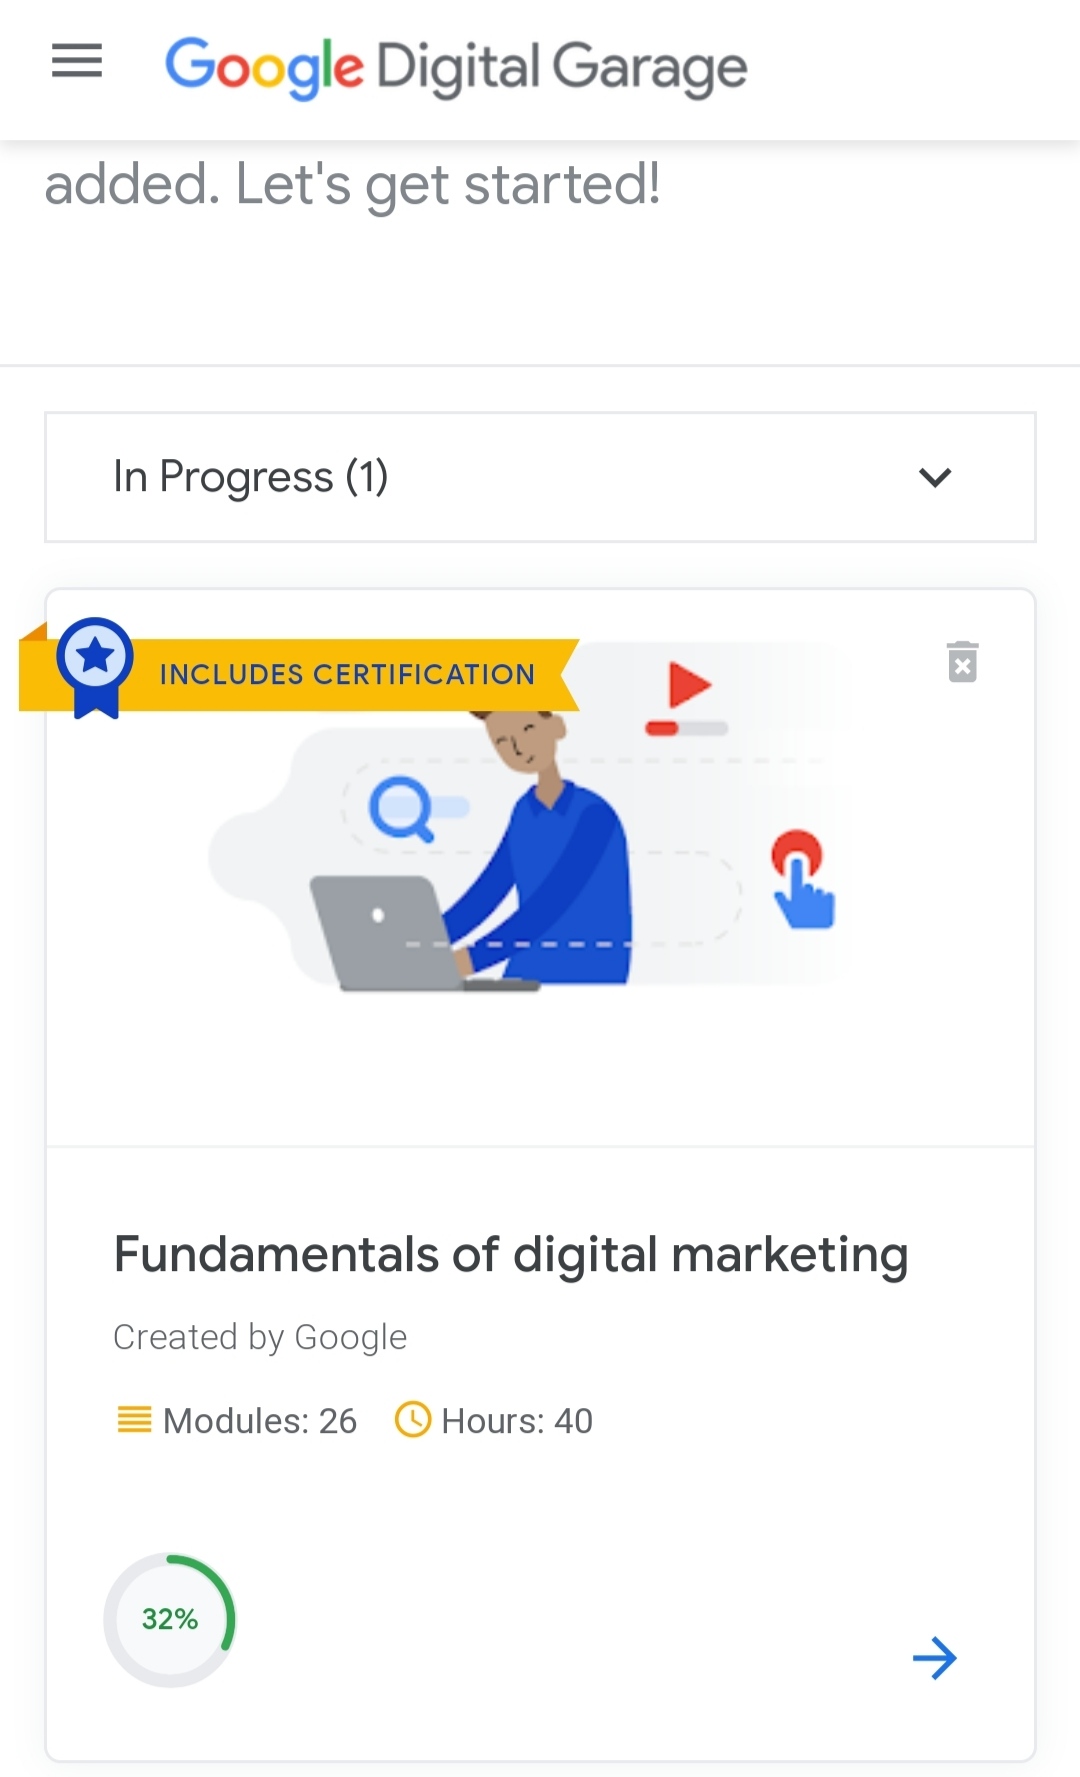 Google Digital Garage
added. Let's get started!
In Progress (1)
INCLUDES CERTIFICATION
Fundamentals of digital marketing
Created by Google
Modules: 26 Hours: 40
32%